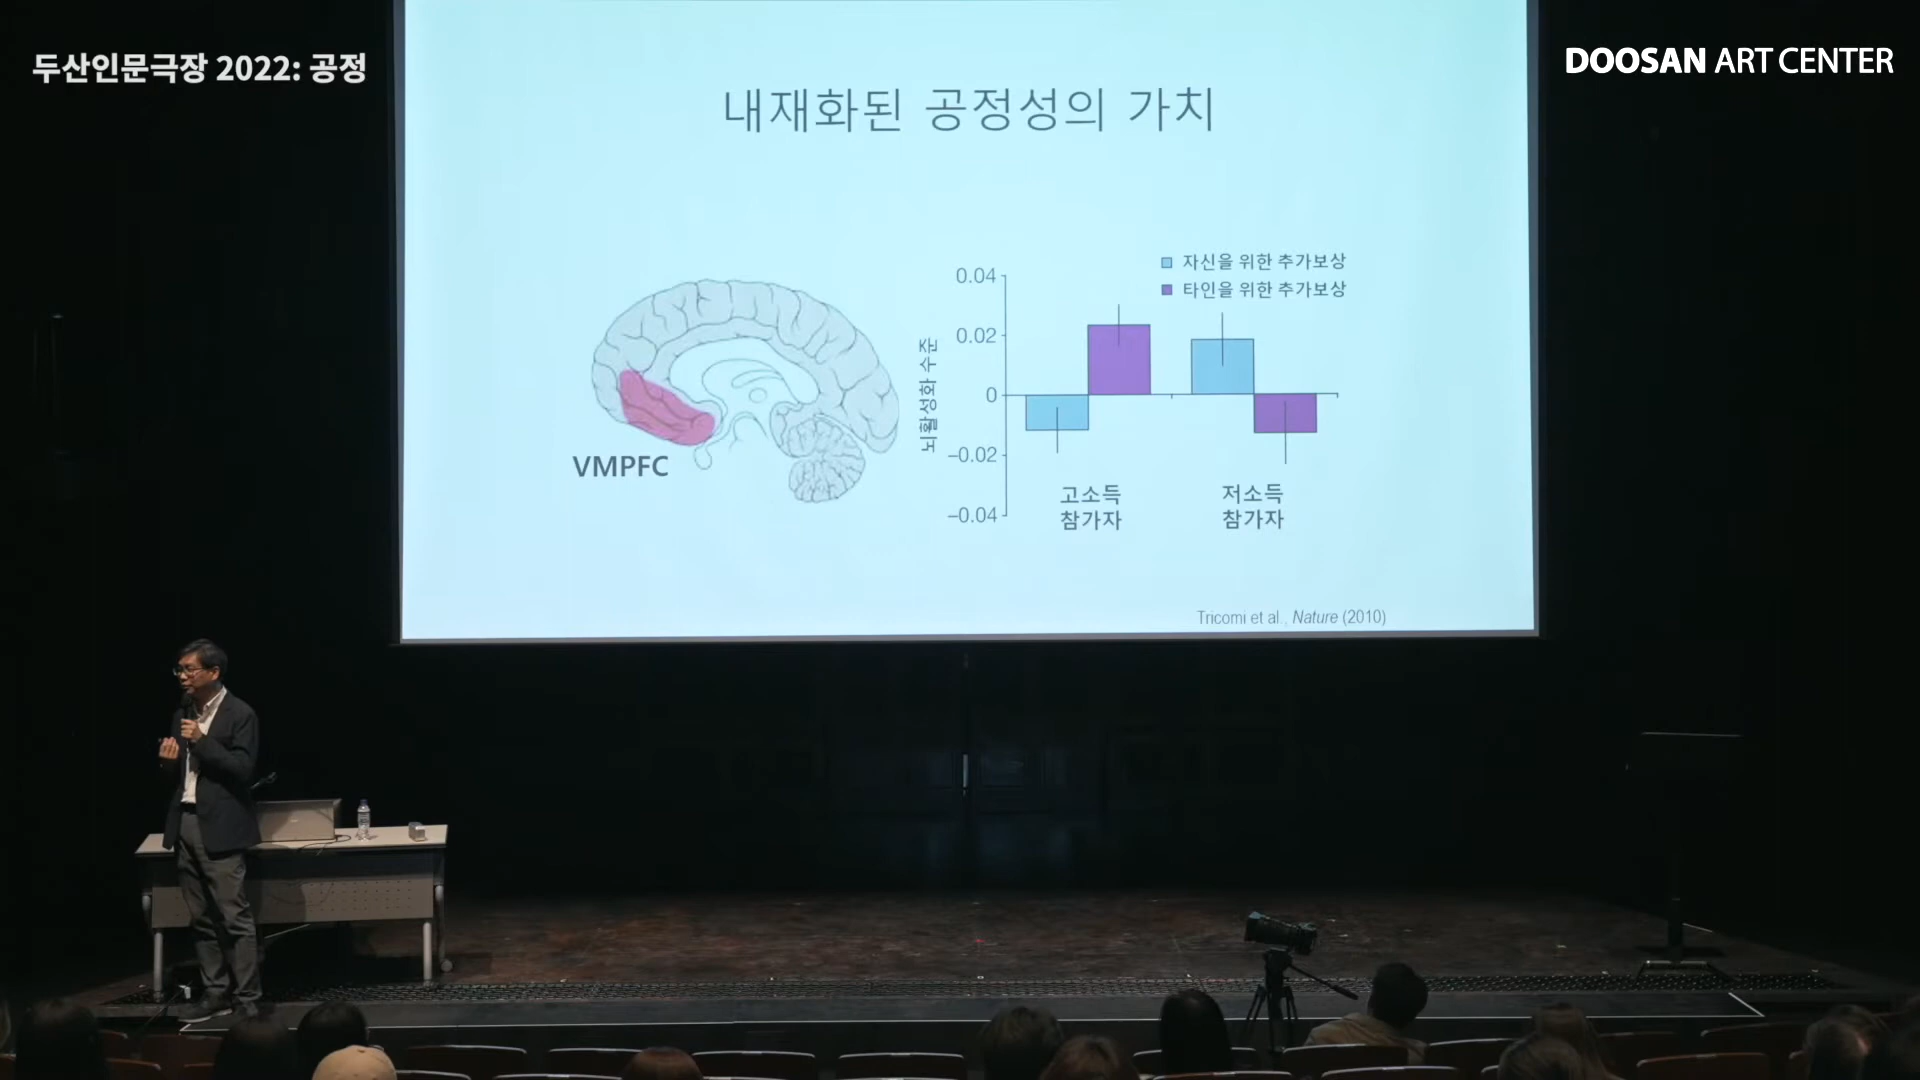 두산인문극장 2022: 공정
DOOSAN ART CENTER
내재화된 공정성의 가치
VMPFC
뇌활성화 수준
0.04
0.02
0
−0.02
−0.04
자신을 위한 추가보상
타인을 위한 추가보상
고소득
참가자
저소득
참가자
Tricomi et al., Nature (2010)